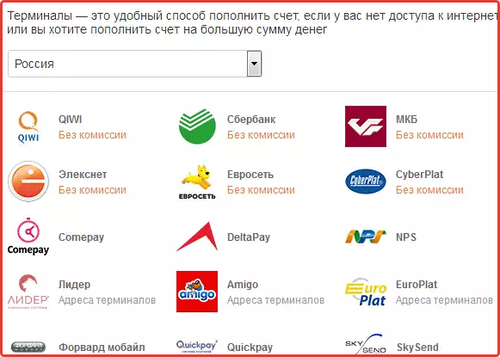 Терминалы — это удобный способ пополнить счет, если у вас нет доступа к интернет
или вы хотите пополнить счет на большую сумму денег
Россия
QIWI
QIWI
Без комиссии
Сбербанк
Без комиссии
МКБ
Без комиссии
Элекснет
Без комиссии
ЕВРОСЕТЬ
Евросеть
Без комиссии
CYBERPLAT
CyberPlat
Без комиссии
Comepay
Comepay
DeltaPay
NPS
NPS
ЛИДЕР
Лидер
Адреса терминалов
amigo
Amigo
Адреса терминалов
Euro
Plat
EuroPlat
Адреса терминалов
Форвард мобайл
Quickpay
Quickpay
SKY
SEND
SkySend